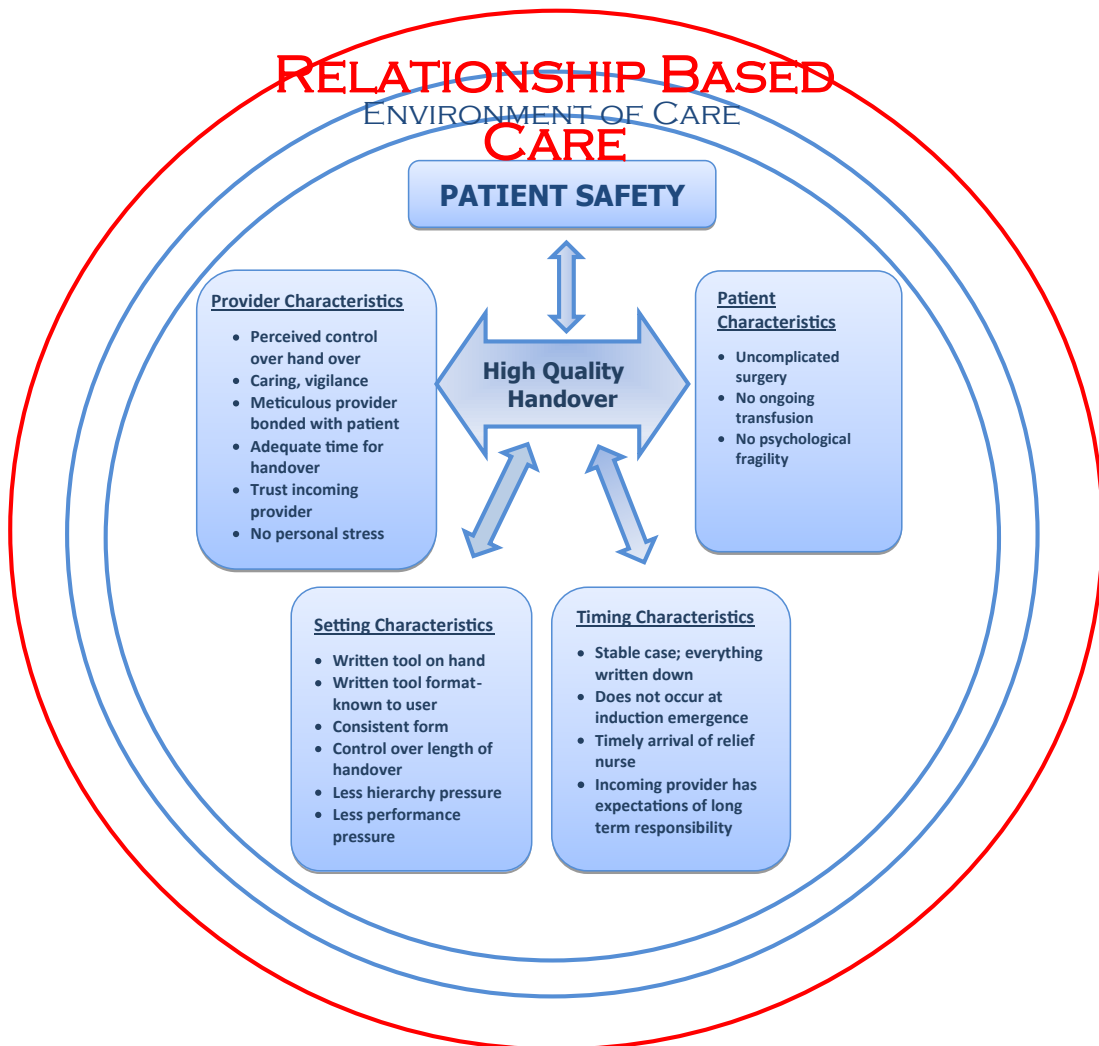 RELATIONSHIP BASED
ENVIRONMENT OF CARE
CARE
PATIENT SAFETY
Provider Characteristics
• Perceived control
over hand over
• Caring, vigilance
• Meticulous provider
bonded with patient
• Adequate time for
handover
• Trust incoming
provider
• No personal stress
High Quality
Handover
Patient
Characteristics
• Uncomplicated
surgery
• No ongoing
transfusion
• No psychological
fragility
Setting Characteristics
• Written tool on hand
• Written tool format-
known to user
• Consistent form
• Control over length of
handover
• Less hierarchy pressure
• Less performance
pressure
Timing Characteristics
• Stable case; everything
written down
• Does not occur at
induction emergence
• Timely arrival of relief
nurse
• Incoming provider has
expectations of long
term responsibility